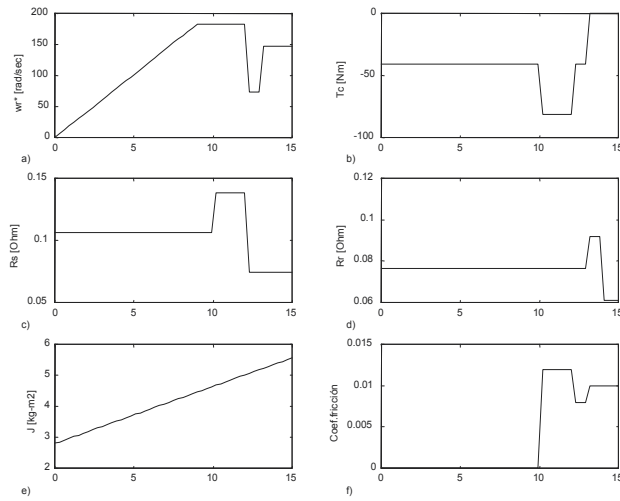 200
150
100
50
0
wr* [rad/sec]
0 5 10 15
a)
0
-50
-100
Tc [Nm]
0 5 10 15
b)
0.15
0.1
0.05
Rs [Ohm]
0 5 10 15
c)
0.12
0.1
0.08
0.06
Rr [Ohm]
0 5 10 15
d)
6
5
4
3
2
J [kg-m2]
0 5 10 15
e)
0.015
0.01
0.005
0
Coef.fricción
0 5 10 15
f)